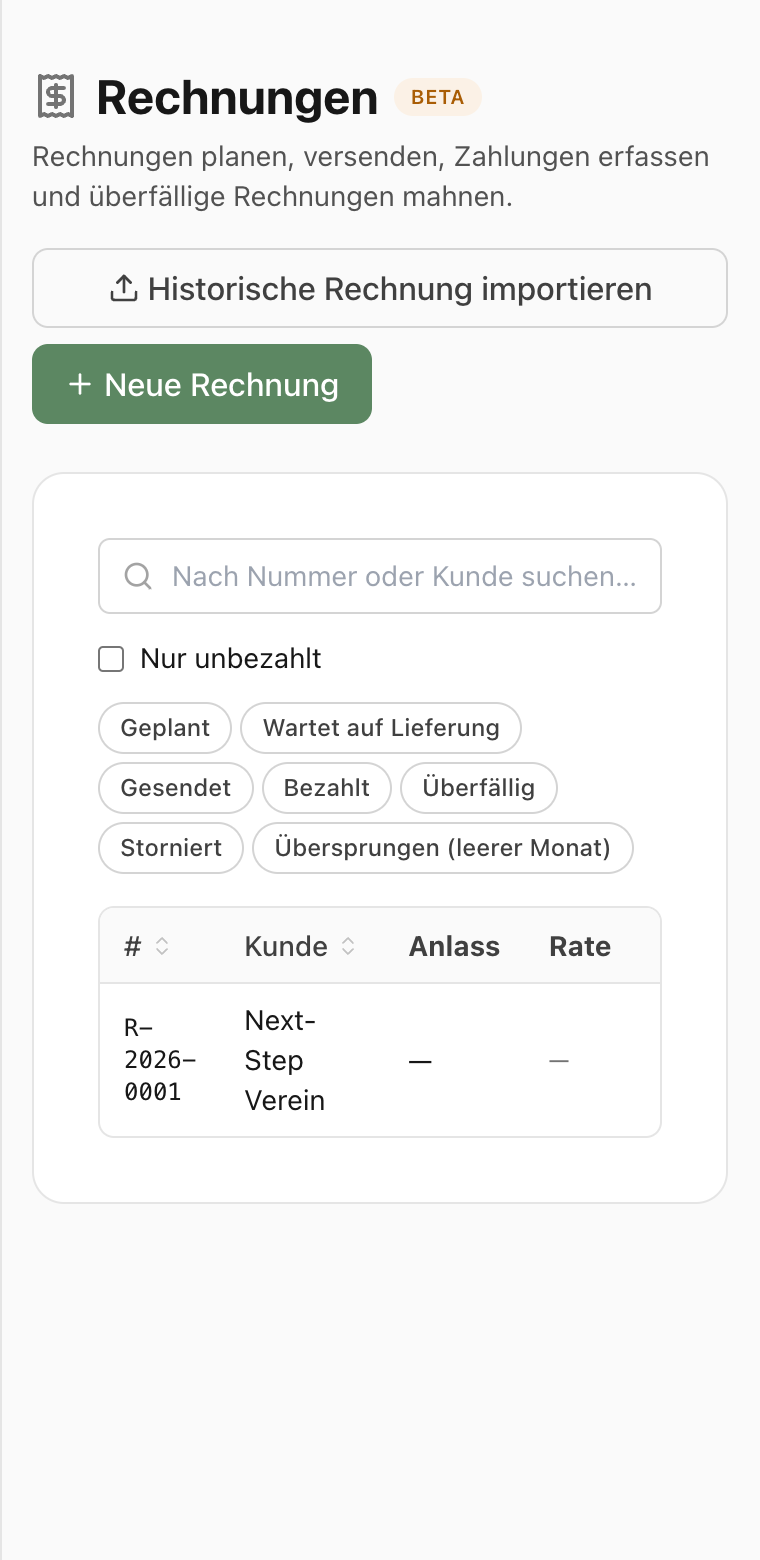 Rechnungen BETA
Rechnungen planen, versenden, Zahlungen erfassen
und überfällige Rechnungen mahnen.
Historische Rechnung importieren
+ Neue Rechnung
Nach Nummer oder Kunde suchen...
Nur unbezahlt
Geplant Wartet auf Lieferung
Gesendet Bezahlt Überfällig
Storniert Übersprungen (leerer Monat)
# Kunde Anlass Rate
R-2026-0001 Next-Step Verein — —